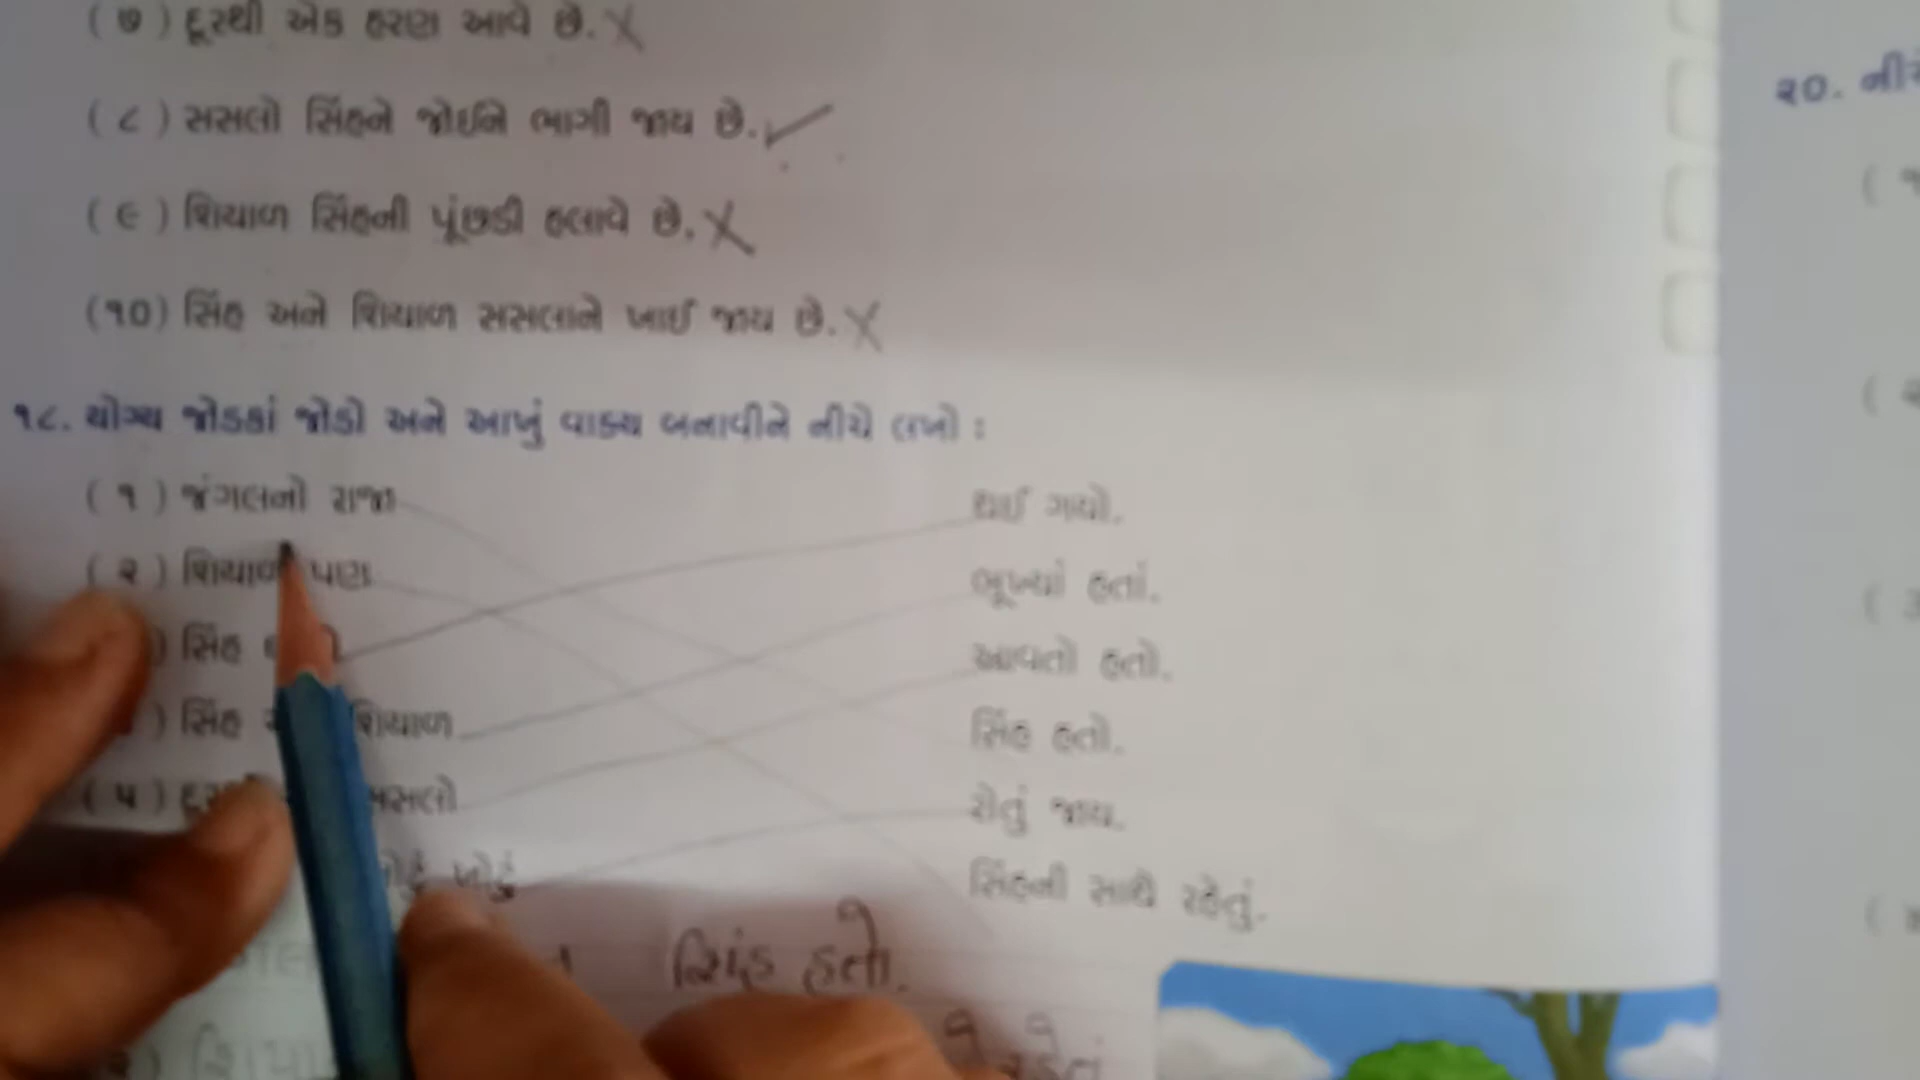 (૭) દૂરથી એક હરણ આવે છે. X
(૮) સસલો સિંહને જોઈને ભાગી જાય છે. ✓
(૯) શિયાળ સિંહની પૂંછડી હલાવે છે. X
(૧૦) સિંહ અને શિયાળ સસલાને ખાઈ જાય છે. X
૧૮. યોગ્ય જોડકાં જોડો અને આખું વાક્ય બનાવીને નીચે લખો :
(૧) જંગલનો રાજા થઈ ગયો.
(૨) શિયાળ પણ ભૂખ્યાં હતાં.
સિંહ આવતો હતો.
સિંહ શિયાળ સિંહ હતો.
(૫) સસલો રોતું જાય.
ખોટું સિંહની સાથે રહેતું.
સિંહ હતો.
૨૦.